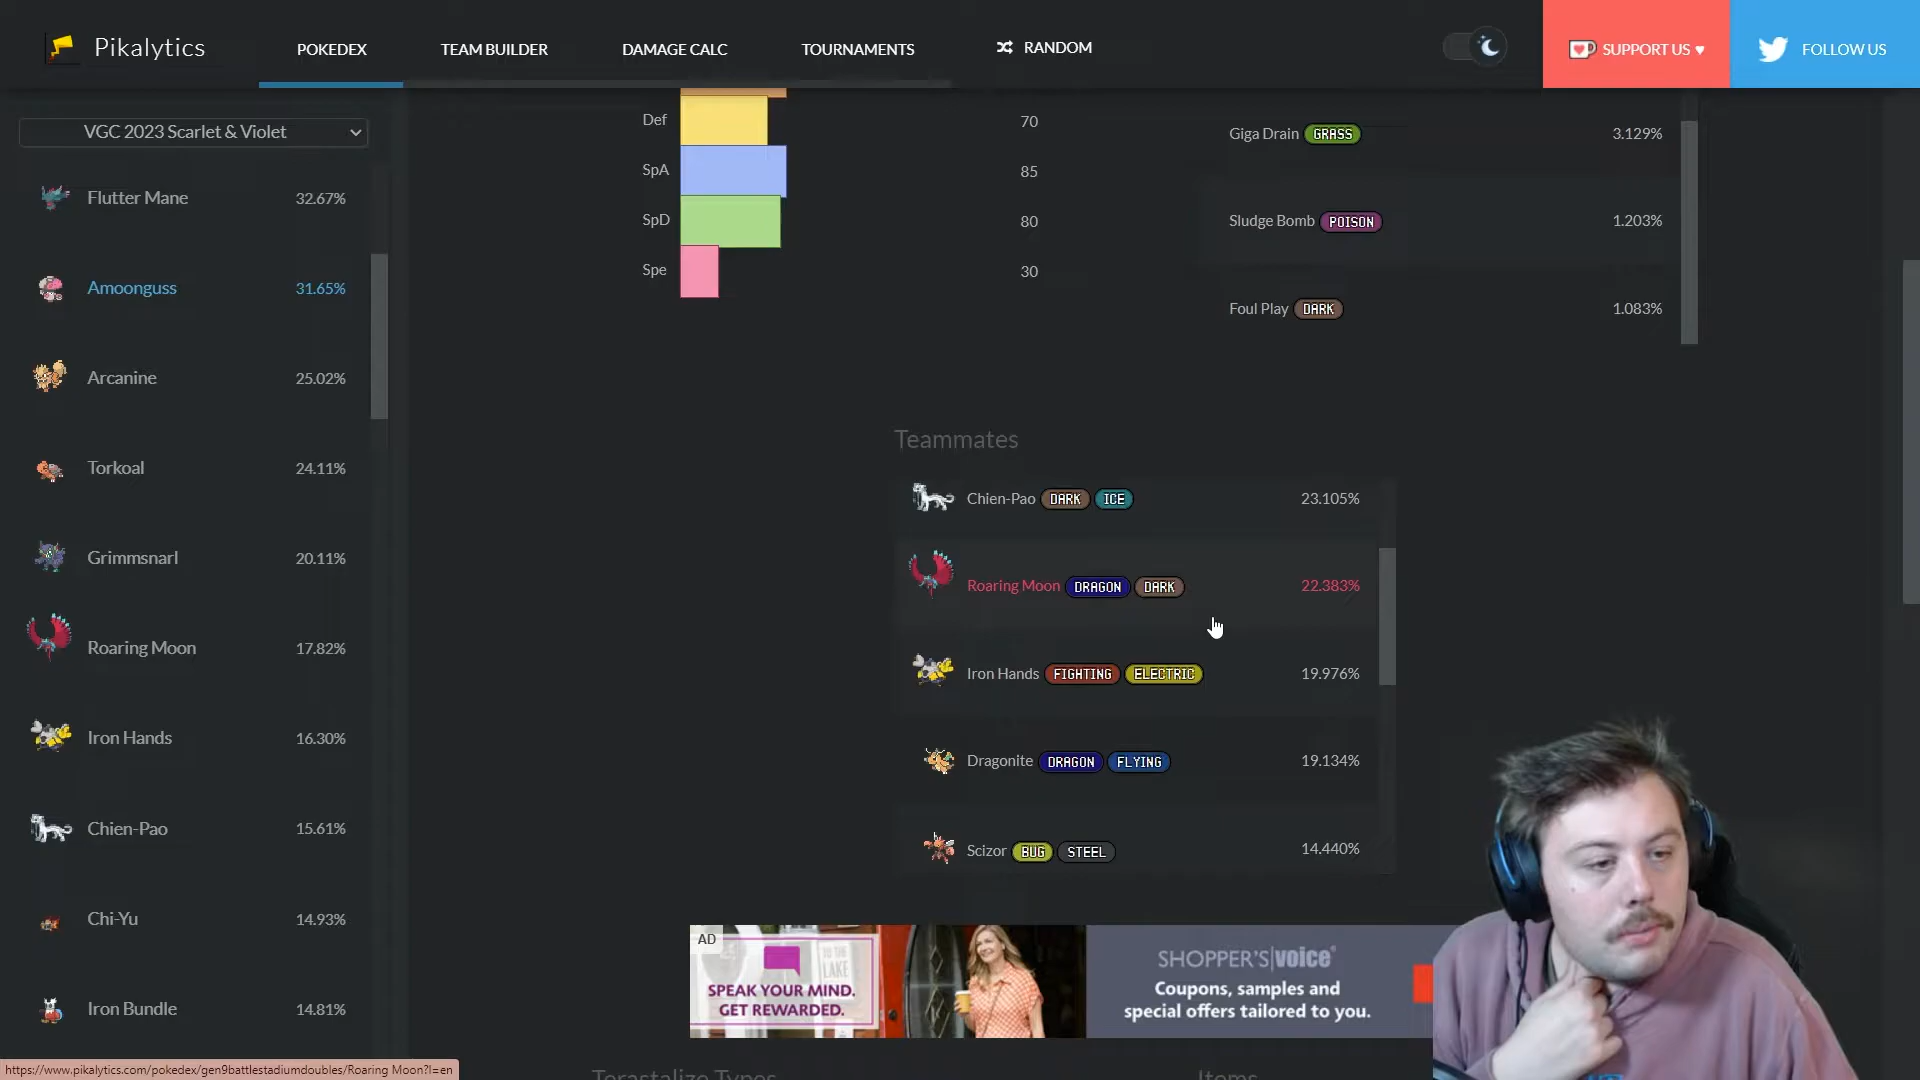 Pikalytics
POKEDEX
TEAM BUILDER
DAMAGE CALC
TOURNAMENTS
RANDOM
SUPPORT US ♥
FOLLOW US
VGC 2023 Scarlet & Violet
Flutter Mane 32.67%
Amoonguss 31.65%
Arcanine 25.02%
Torkoal 24.11%
Grimmsnarl 20.11%
Roaring Moon 17.82%
Iron Hands 16.30%
Chien-Pao 15.61%
Chi-Yu 14.93%
Iron Bundle 14.81%
Def 70
SpA 85
SpD 80
Spe 30
Giga Drain GRASS 3.129%
Sludge Bomb POISON 1.203%
Foul Play DARK 1.083%
Teammates
Chien-Pao DARK ICE 23.105%
Roaring Moon DRAGON DARK 22.383%
Iron Hands FIGHTING ELECTRIC 19.976%
Dragonite DRAGON FLYING 19.134%
Scizor BUG STEEL 14.440%
AD
SPEAK YOUR MIND.
GET REWARDED.
SHOPPER'S|voice
Coupons, samples and
special offers tailored to you.
Terastalize Types
Items
https://www.pikalytics.com/pokedex/gen9battlestadiumdoubles/Roaring Moon?l=en